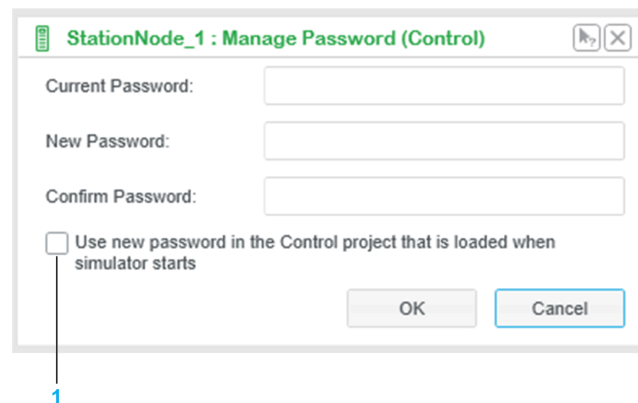 StationNode_1 : Manage Password (Control)
Current Password:
New Password:
Confirm Password:
Use new password in the Control project that is loaded when
simulator starts
OK Cancel
1